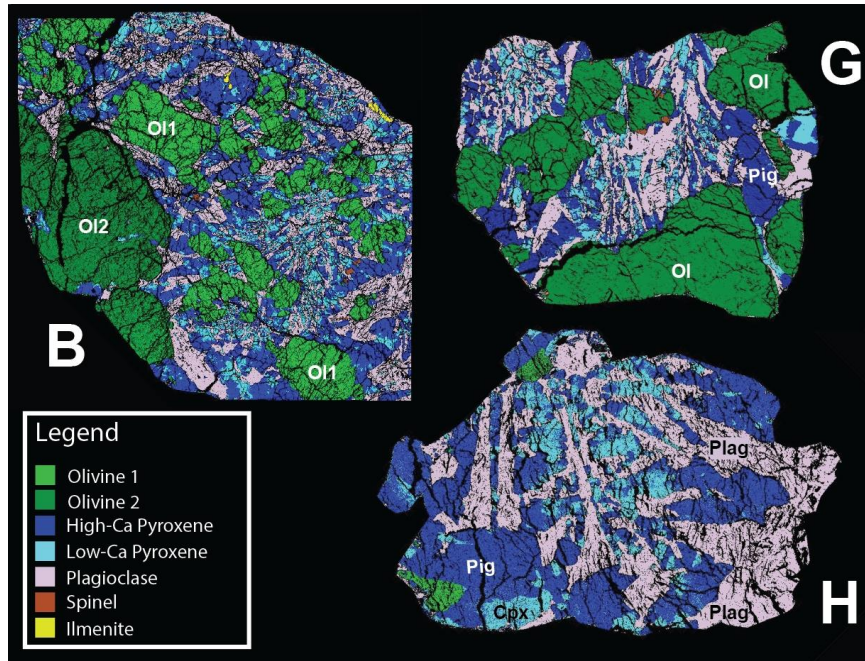 Ol1
Ol2
Ol1
B
Ol
G
Pig
Ol
Plag
Pig
Cpx
Plag
H
Legend
Olivine 1
Olivine 2
High-Ca Pyroxene
Low-Ca Pyroxene
Plagioclase
Spinel
Ilmenite